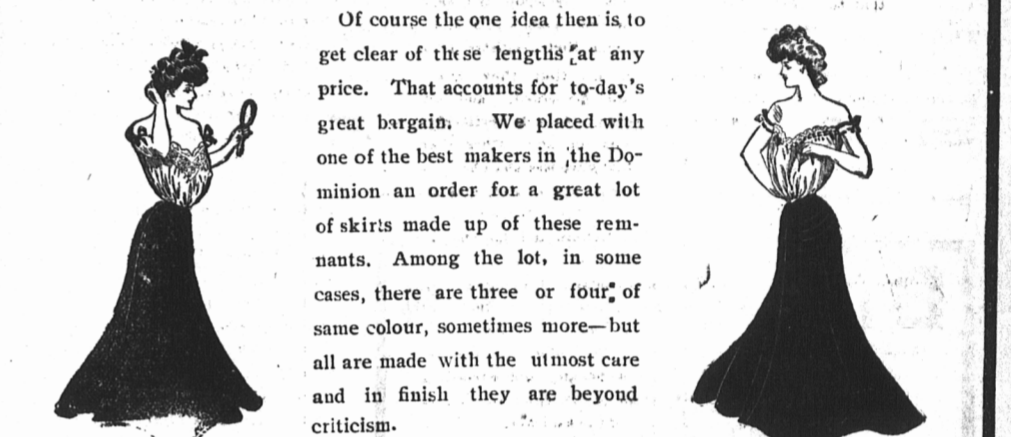 Of course the one idea then is to
get clear of these lengths at any
price. That accounts for to-day's
great bargain. We placed with
one of the best makers in the Do-
minion an order for a great lot
of skirts made up of these rem-
nants. Among the lot, in some
cases, there are three or four of
same colour, sometimes more—but
all are made with the utmost care
and in finish they are beyond
criticism.